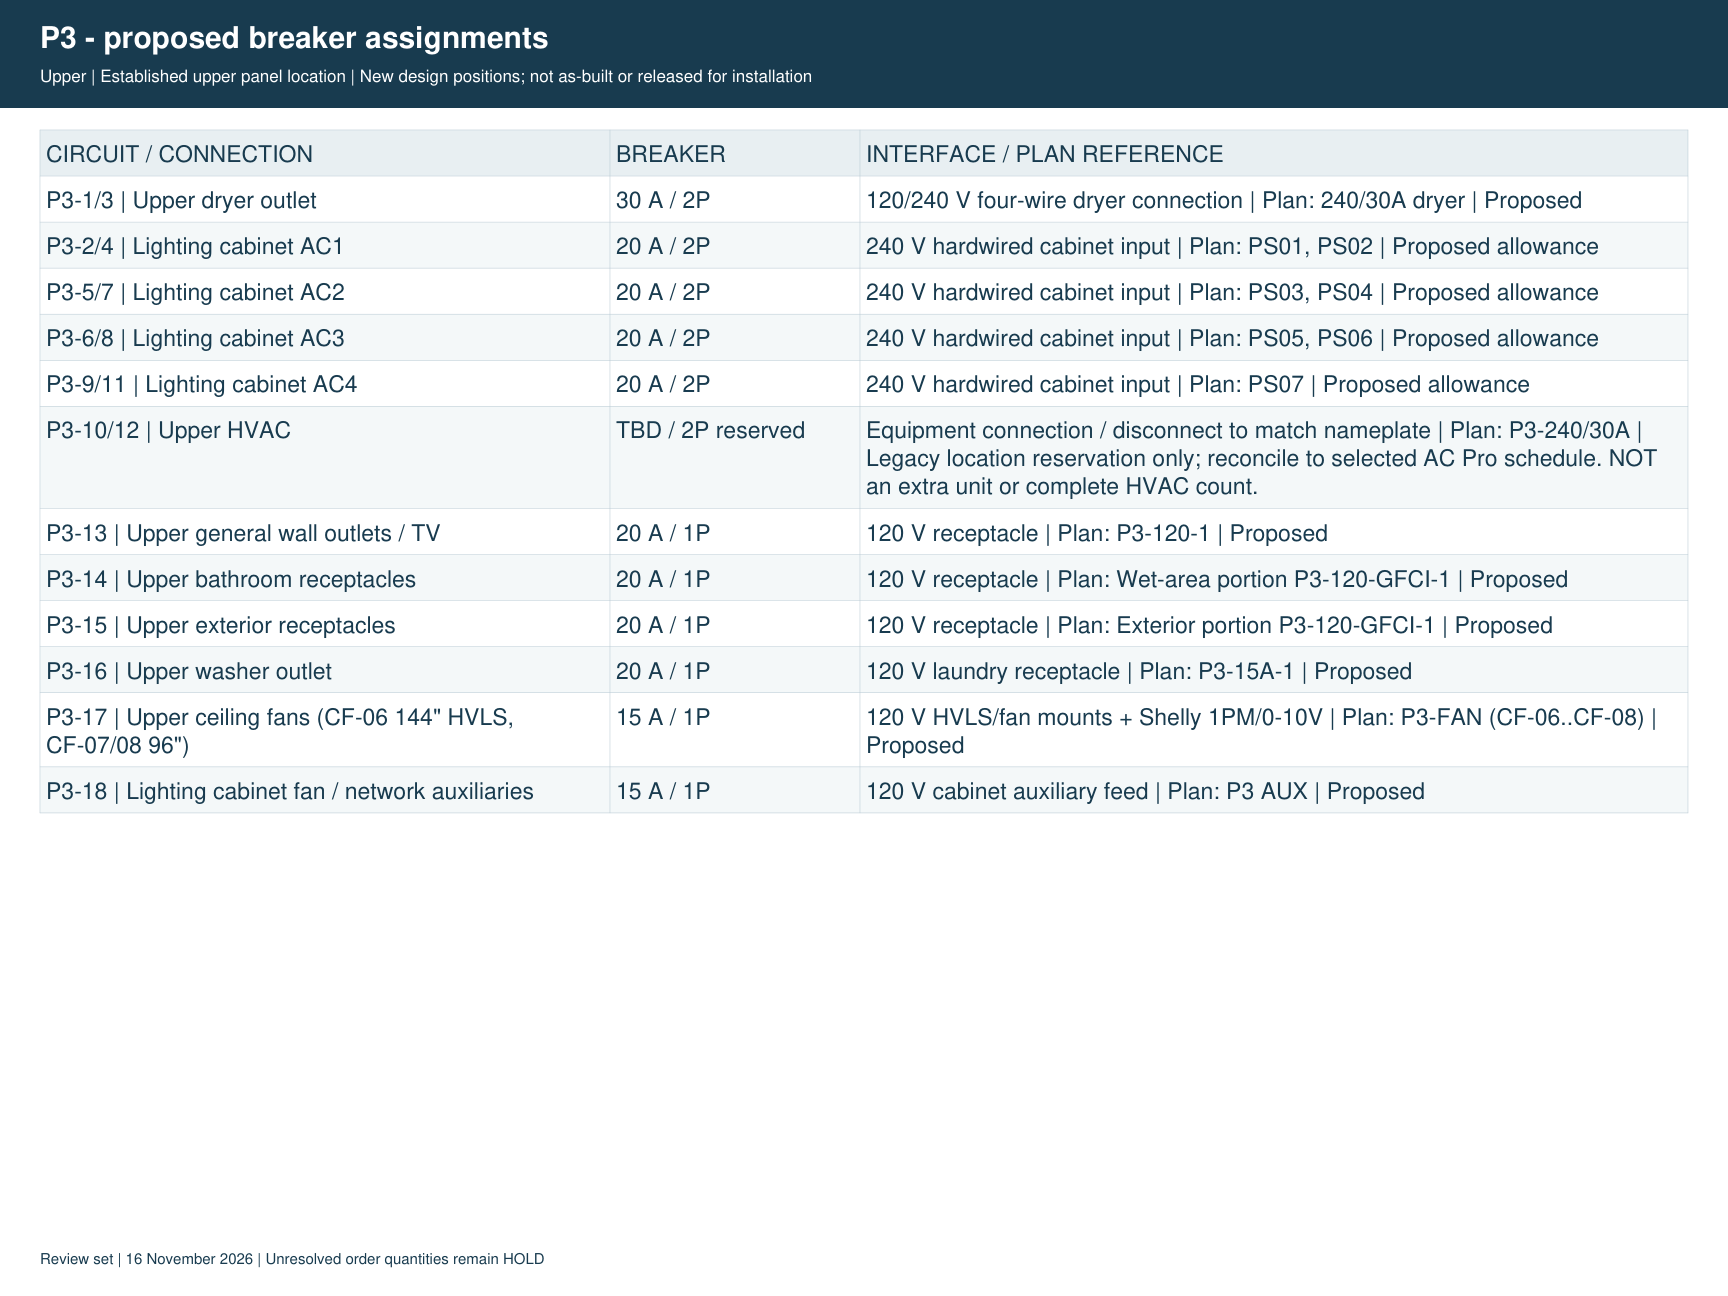 P3 - proposed breaker assignments
Upper | Established upper panel location | New design positions; not as-built or released for installation
CIRCUIT / CONNECTION BREAKER INTERFACE / PLAN REFERENCE
P3-1/3 | Upper dryer outlet 30 A / 2P 120/240 V four-wire dryer connection | Plan: 240/30A dryer | Proposed
P3-2/4 | Lighting cabinet AC1 20 A / 2P 240 V hardwired cabinet input | Plan: PS01, PS02 | Proposed allowance
P3-5/7 | Lighting cabinet AC2 20 A / 2P 240 V hardwired cabinet input | Plan: PS03, PS04 | Proposed allowance
P3-6/8 | Lighting cabinet AC3 20 A / 2P 240 V hardwired cabinet input | Plan: PS05, PS06 | Proposed allowance
P3-9/11 | Lighting cabinet AC4 20 A / 2P 240 V hardwired cabinet input | Plan: PS07 | Proposed allowance
P3-10/12 | Upper HVAC TBD / 2P reserved Equipment connection / disconnect to match nameplate | Plan: P3-240/30A |
Legacy location reservation only; reconcile to selected AC Pro schedule. NOT
an extra unit or complete HVAC count.
P3-13 | Upper general wall outlets / TV 20 A / 1P 120 V receptacle | Plan: P3-120-1 | Proposed
P3-14 | Upper bathroom receptacles 20 A / 1P 120 V receptacle | Plan: Wet-area portion P3-120-GFCI-1 | Proposed
P3-15 | Upper exterior receptacles 20 A / 1P 120 V receptacle | Plan: Exterior portion P3-120-GFCI-1 | Proposed
P3-16 | Upper washer outlet 20 A / 1P 120 V laundry receptacle | Plan: P3-15A-1 | Proposed
P3-17 | Upper ceiling fans (CF-06 144" HVLS, 15 A / 1P 120 V HVLS/fan mounts + Shelly 1PM/0-10V | Plan: P3-FAN (CF-06..CF-08) |
CF-07/08 96") Proposed
P3-18 | Lighting cabinet fan / network auxiliaries 15 A / 1P 120 V cabinet auxiliary feed | Plan: P3 AUX | Proposed
Review set | 16 November 2026 | Unresolved order quantities remain HOLD